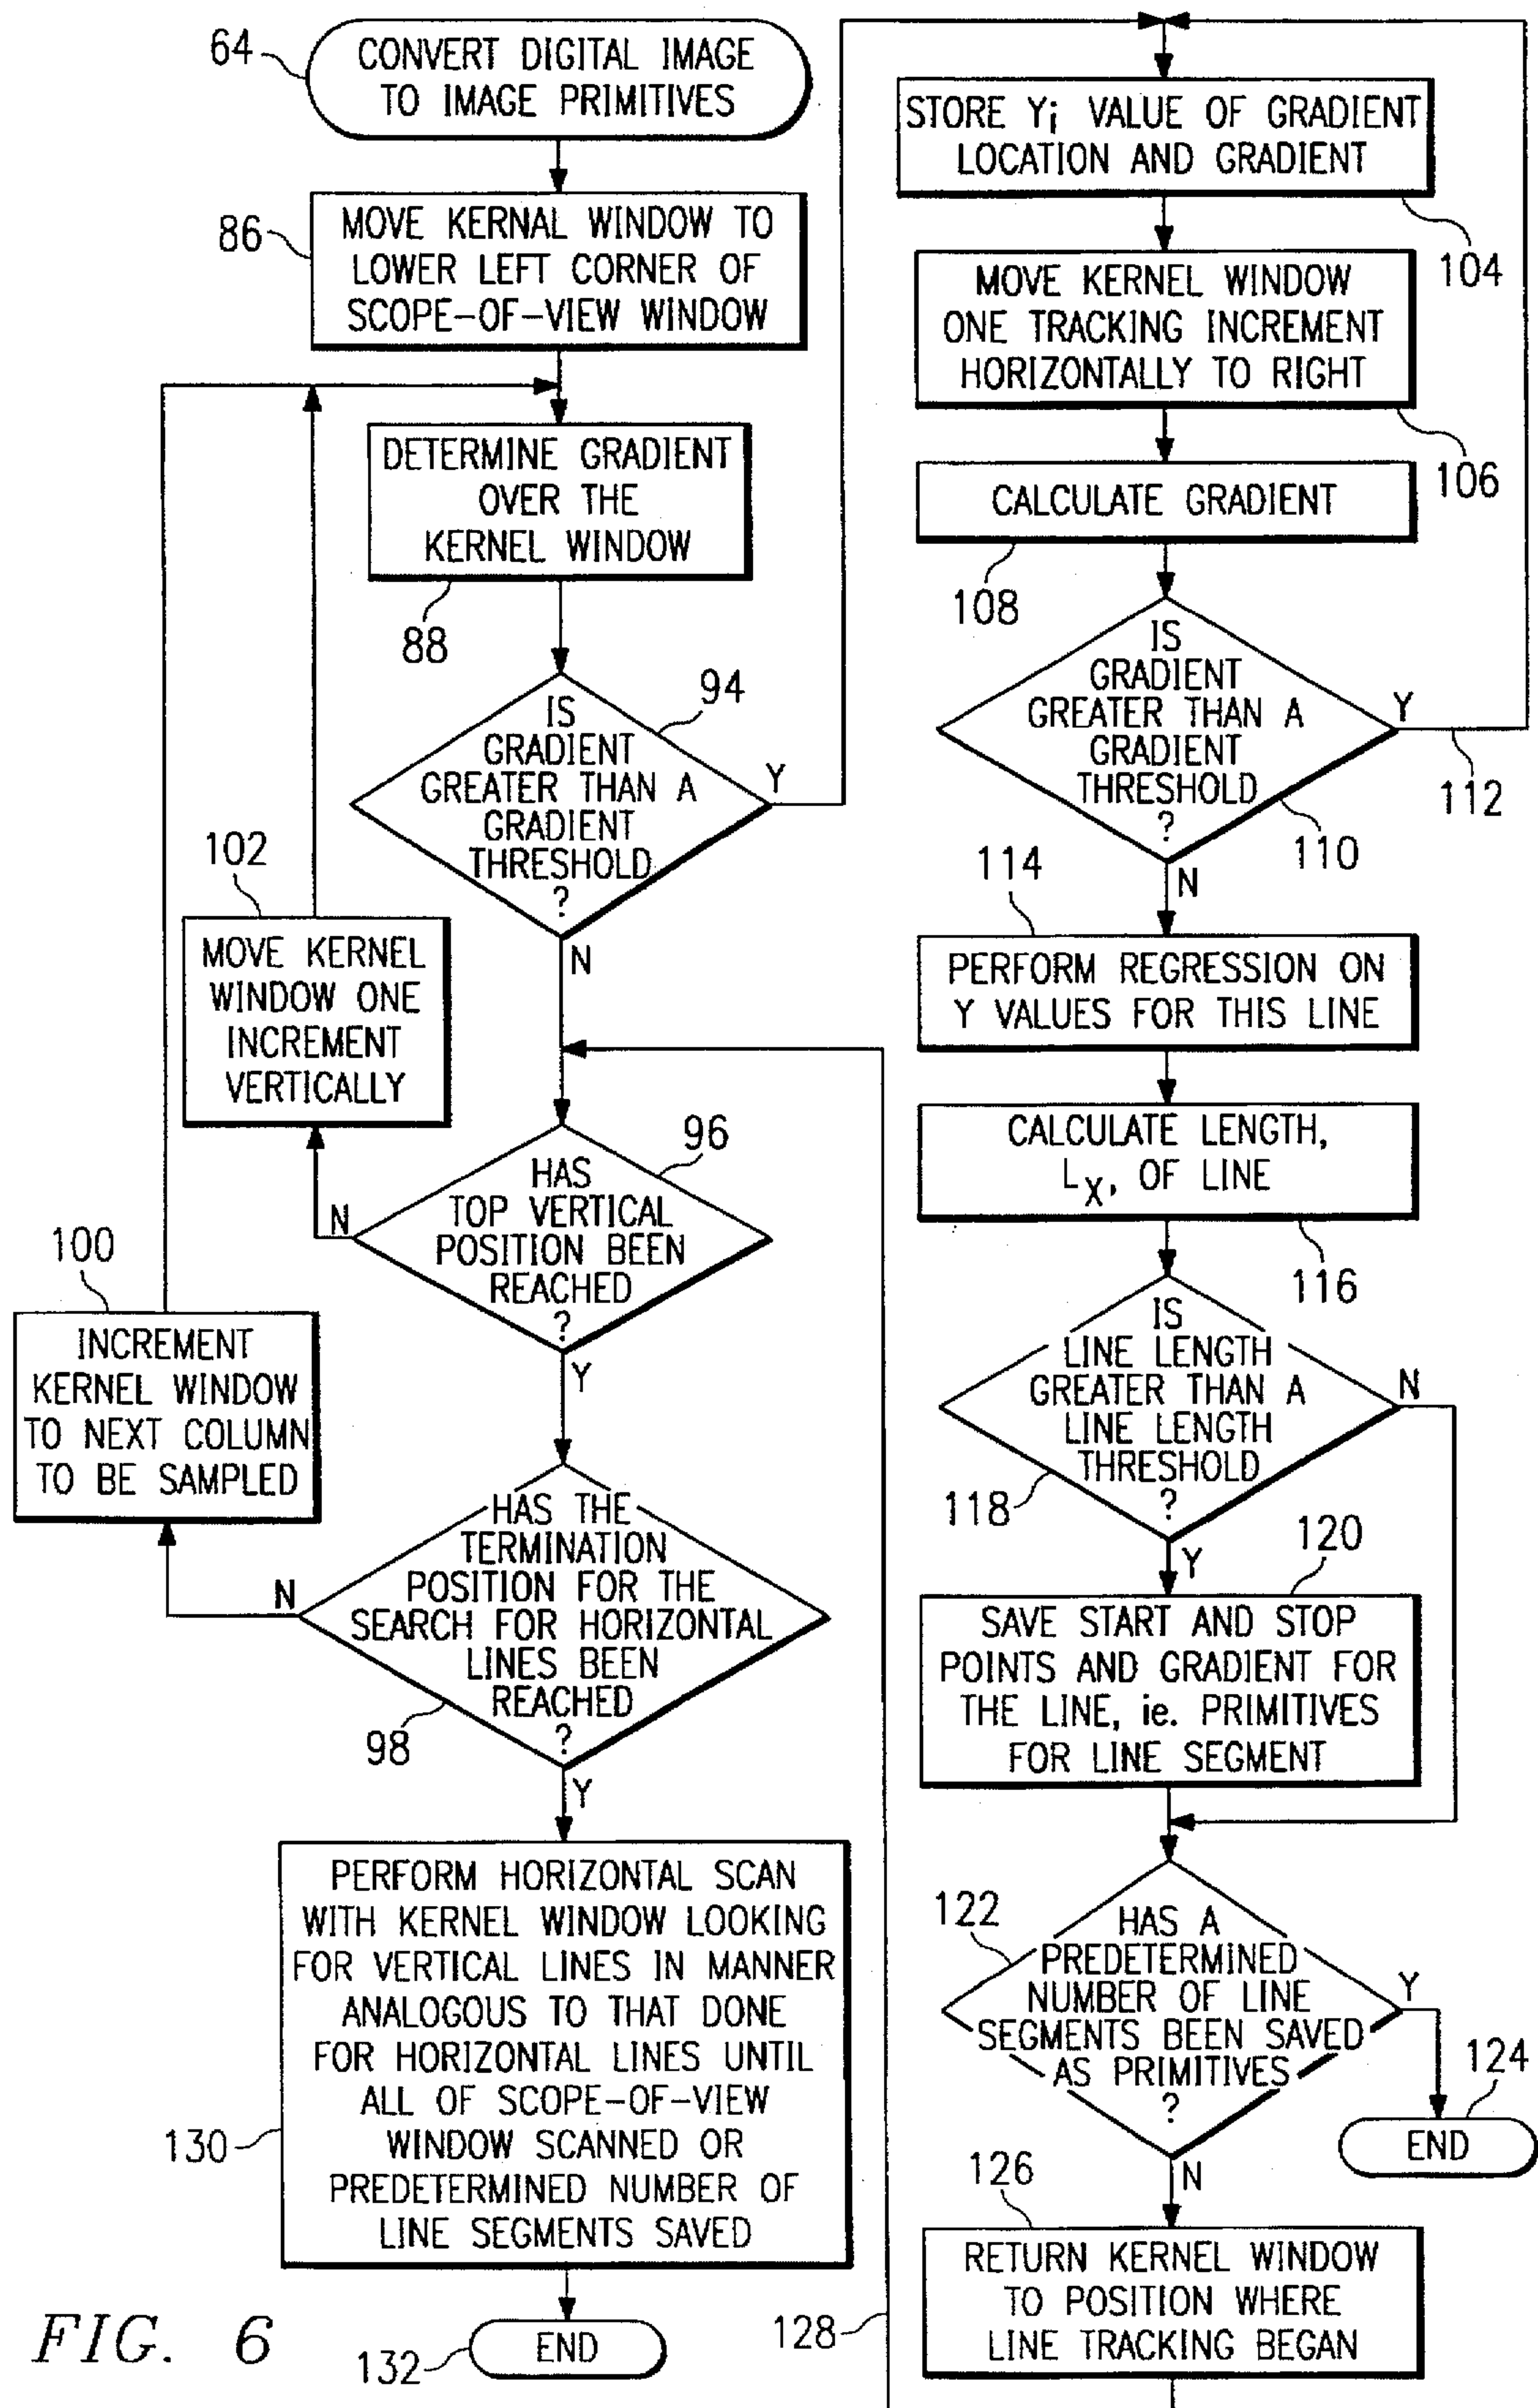 64
CONVERT DIGITAL IMAGE
TO IMAGE PRIMITIVES
86
MOVE KERNAL WINDOW TO
LOWER LEFT CORNER OF
SCOPE-OF-VIEW WINDOW
DETERMINE GRADIENT
OVER THE
KERNEL WINDOW
88
94
IS
GRADIENT
GREATER THAN A
GRADIENT
THRESHOLD
?
Y
N
102
MOVE KERNEL
WINDOW ONE
INCREMENT
VERTICALLY
96
HAS
TOP VERTICAL
POSITION BEEN
REACHED
?
N
Y
100
INCREMENT
KERNEL WINDOW
TO NEXT COLUMN
TO BE SAMPLED
HAS THE
TERMINATION
POSITION FOR THE
SEARCH FOR HORIZONTAL
LINES BEEN
REACHED
?
N
98
Y
PERFORM HORIZONTAL SCAN
WITH KERNEL WINDOW LOOKING
FOR VERTICAL LINES IN MANNER
ANALOGOUS TO THAT DONE
FOR HORIZONTAL LINES UNTIL
ALL OF SCOPE-OF-VIEW
WINDOW SCANNED OR
PREDETERMINED NUMBER OF
LINE SEGMENTS SAVED
130
END
132
STORE Yi VALUE OF GRADIENT
LOCATION AND GRADIENT
104
MOVE KERNEL WINDOW
ONE TRACKING INCREMENT
HORIZONTALLY TO RIGHT
106
CALCULATE GRADIENT
108
IS
GRADIENT
GREATER THAN A
GRADIENT
THRESHOLD
?
Y
112
110
N
114
PERFORM REGRESSION ON
Y VALUES FOR THIS LINE
CALCULATE LENGTH,
LX, OF LINE
116
IS
LINE LENGTH
GREATER THAN A
LINE LENGTH
THRESHOLD
?
N
118
Y
120
SAVE START AND STOP
POINTS AND GRADIENT FOR
THE LINE, ie. PRIMITIVES
FOR LINE SEGMENT
122
HAS A
PREDETERMINED
NUMBER OF LINE
SEGMENTS BEEN SAVED
AS PRIMITIVES
?
Y
124
END
N
126
RETURN KERNEL WINDOW
TO POSITION WHERE
LINE TRACKING BEGAN
128
FIG. 6